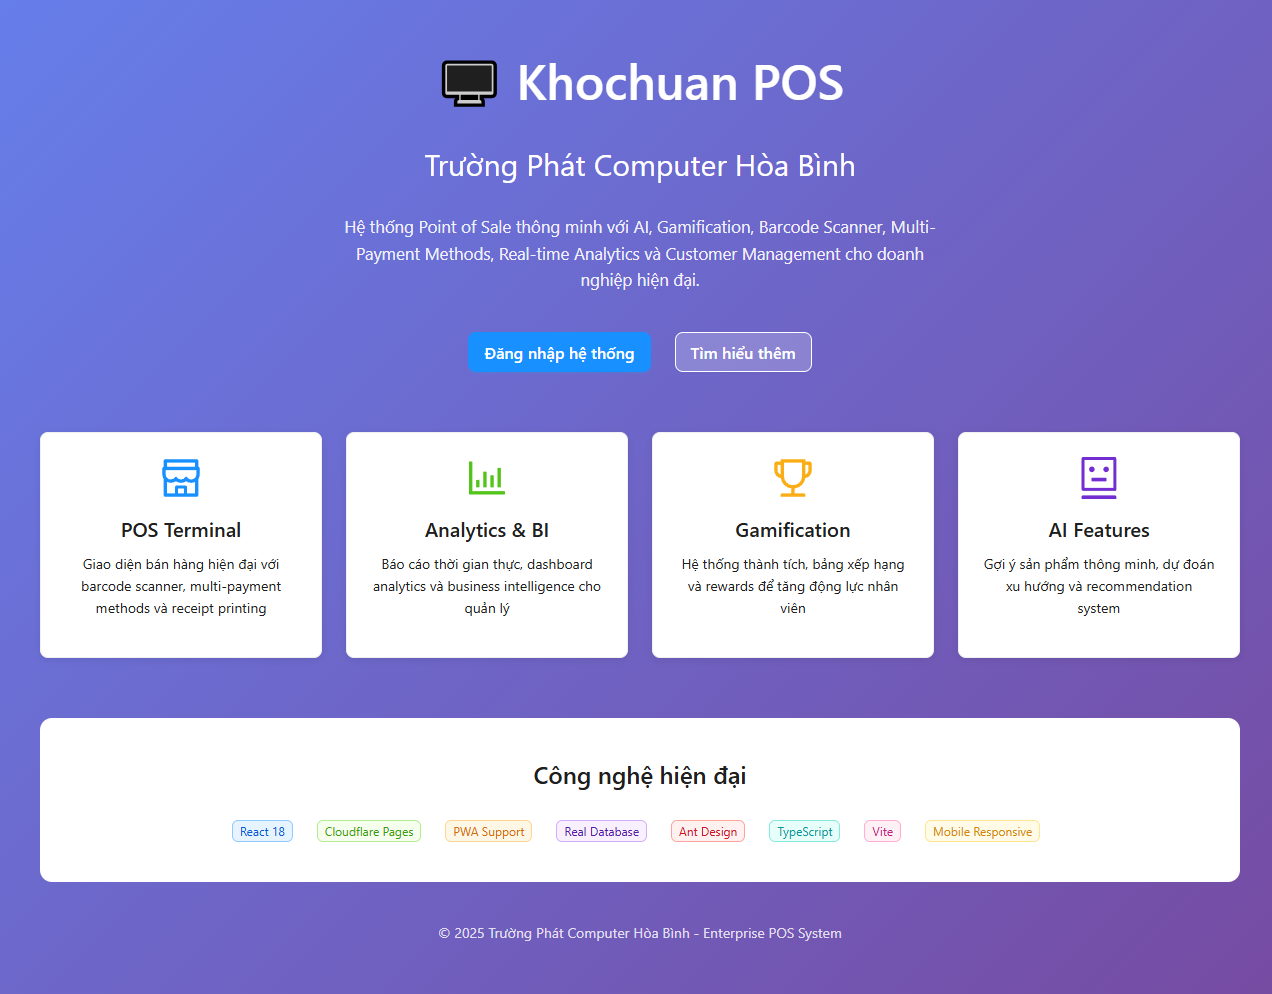 Khochuan POS
Trường Phát Computer Hòa Bình
Hệ thống Point of Sale thông minh với AI, Gamification, Barcode Scanner, Multi-
Payment Methods, Real-time Analytics và Customer Management cho doanh
nghiệp hiện đại.
Đăng nhập hệ thống
Tìm hiểu thêm
POS Terminal
Giao diện bán hàng hiện đại với
barcode scanner, multi-payment
methods và receipt printing
Analytics & BI
Báo cáo thời gian thực, dashboard
analytics và business intelligence cho
quản lý
Gamification
Hệ thống thành tích, bảng xếp hạng
và rewards để tăng động lực nhân
viên
AI Features
Gợi ý sản phẩm thông minh, dự đoán
xu hướng và recommendation
system
Công nghệ hiện đại
React 18
Cloudflare Pages
PWA Support
Real Database
Ant Design
TypeScript
Vite
Mobile Responsive
© 2025 Trường Phát Computer Hòa Bình - Enterprise POS System